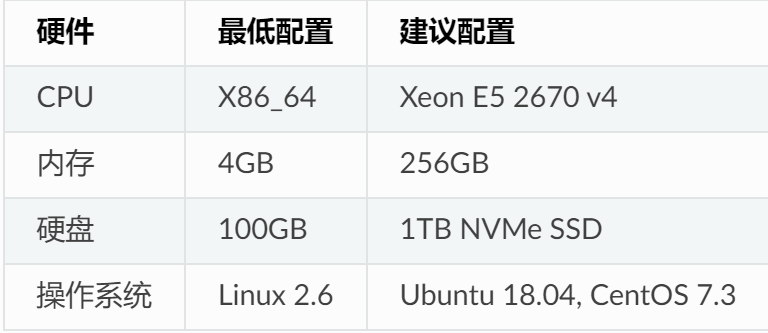 硬件 最低配置 建议配置
CPU X86_64 Xeon E5 2670 v4
内存 4GB 256GB
硬盘 100GB 1TB NVMe SSD
操作系统 Linux 2.6 Ubuntu 18.04, CentOS 7.3